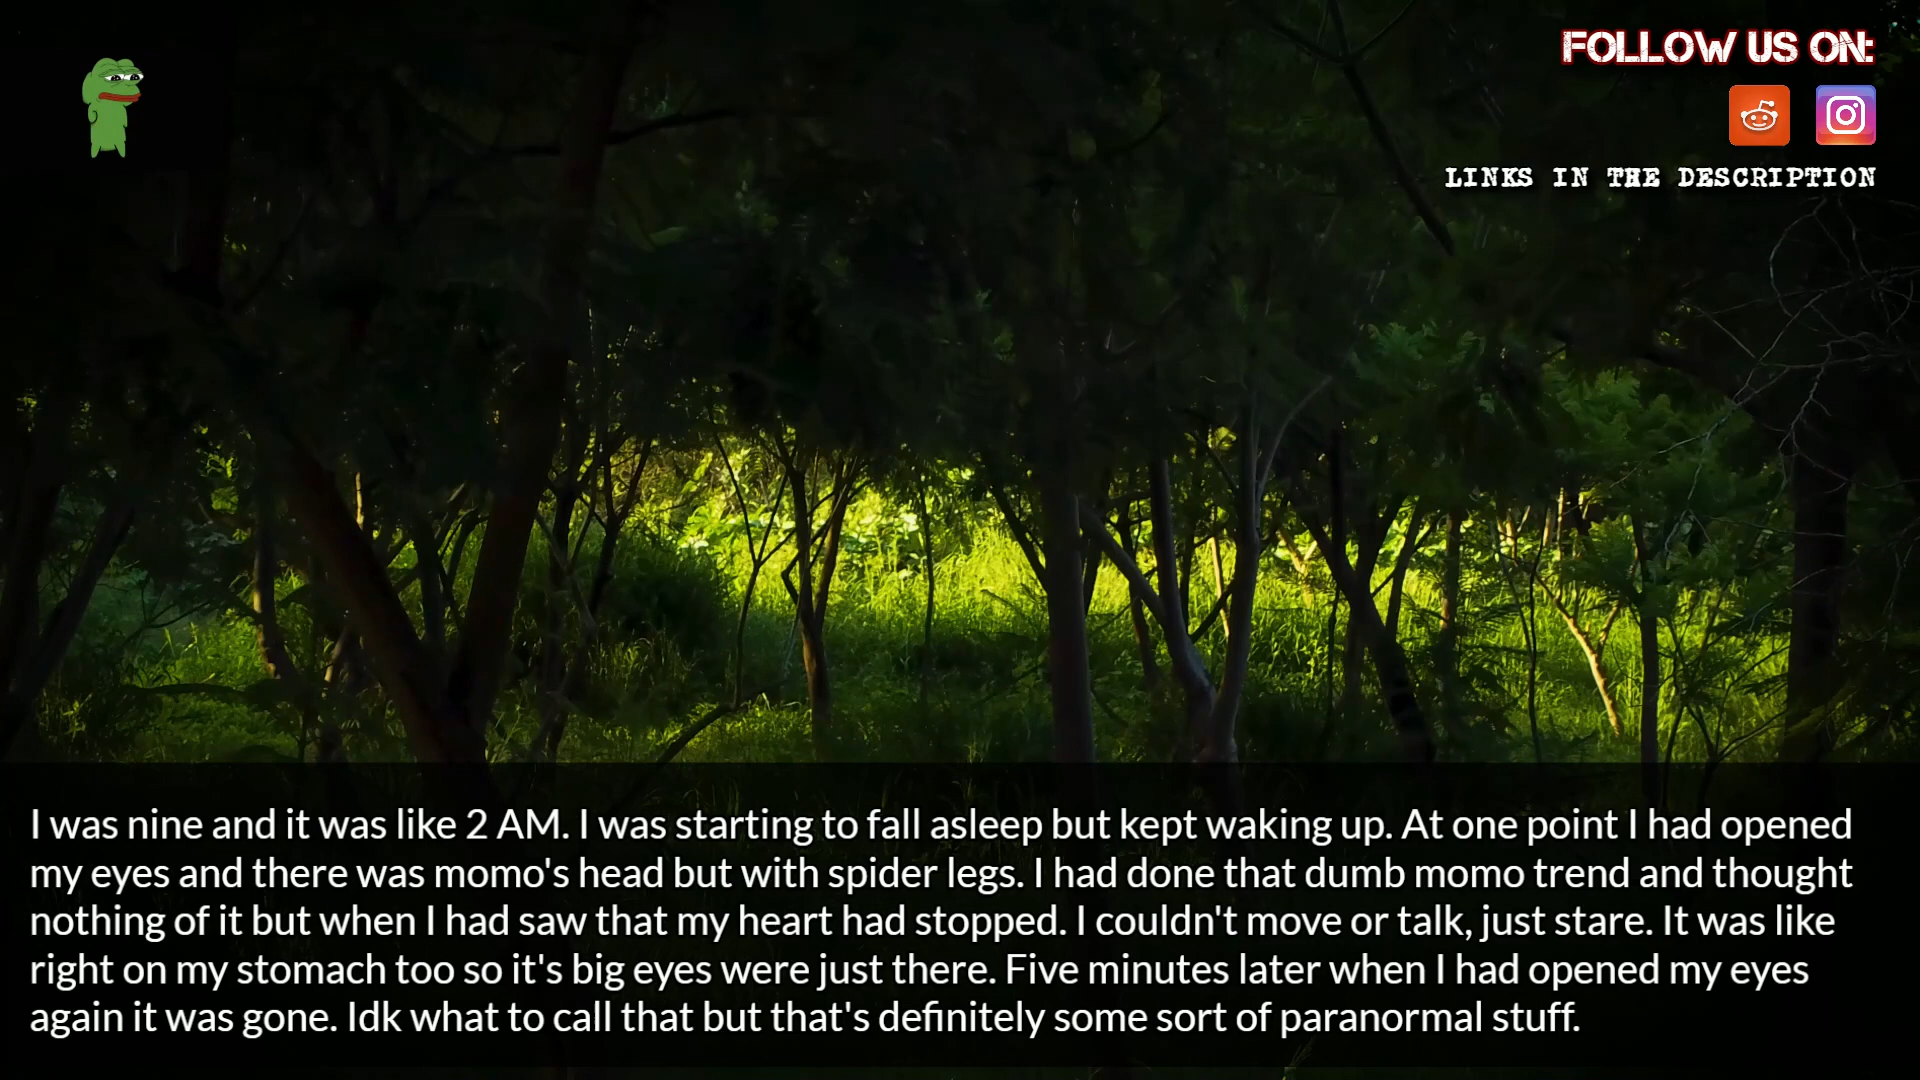 FOLLOW US ON:
LINKS IN THE DESCRIPTION
I was nine and it was like 2 AM. I was starting to fall asleep but kept waking up. At one point I had opened
my eyes and there was momo's head but with spider legs. I had done that dumb momo trend and thought
nothing of it but when I had saw that my heart had stopped. I couldn't move or talk, just stare. It was like
right on my stomach too so it's big eyes were just there. Five minutes later when I had opened my eyes
again it was gone. Idk what to call that but that's definitely some sort of paranormal stuff.